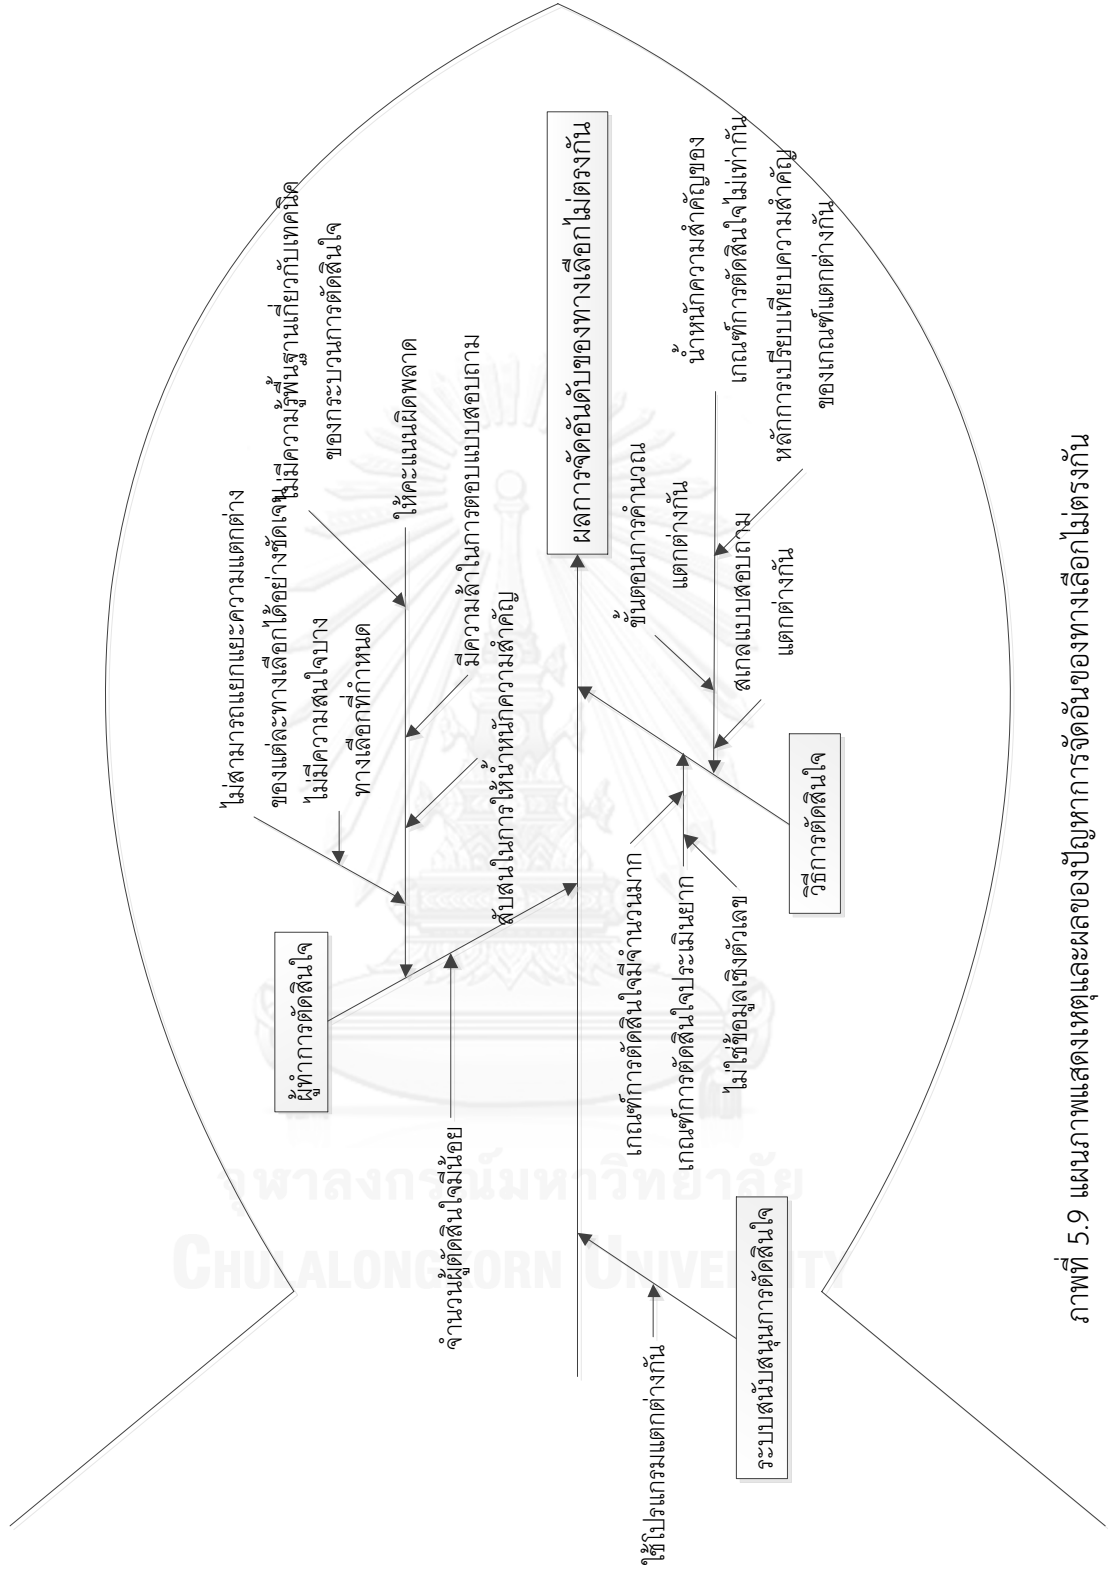 ไม่สามารถแยกแยะความแตกต่าง
ของแต่ละทางเลือกได้อย่างชัดเจน
ไม่มีความสนใจบาง
ทางเลือกที่กำหนด
ไม่มีความรู้พื้นฐานเกี่ยวกับเทคนิค
ของกระบวนการตัดสินใจ
ผู้ทำการตัดสินใจ
ให้คะแนนผิดพลาด
จำนวนผู้ตัดสินใจมีน้อย
มีความล้าในการตอบแบบสอบถาม
สับสนในการให้น้ำหนักความสำคัญ
ผลการจัดอันดับของทางเลือกไม่ตรงกัน
ใช้โปรแกรมแตกต่างกัน
ระบบสนับสนุนการตัดสินใจ
เกณฑ์การตัดสินใจมีจำนวนมาก
เกณฑ์การตัดสินใจประเมินยาก
ไม่ใช่ข้อมูลเชิงตัวเลข
วิธีการตัดสินใจ
ขั้นตอนการคำนวณ
แตกต่างกัน
สเกลแบบสอบถาม
แตกต่างกัน
น้ำหนักความสำคัญของ
เกณฑ์การตัดสินใจไม่เท่ากัน
หลักการเปรียบเทียบความสำคัญ
ของเกณฑ์แตกต่างกัน
จุฬาลงกรณ์มหาวิทยาลัย
CHULALONGKORN UNIVERSITY
ภาพที่ 5.9 แผนภาพแสดงเหตุและผลของปัญหาการจัดอันของทางเลือกไม่ตรงกัน